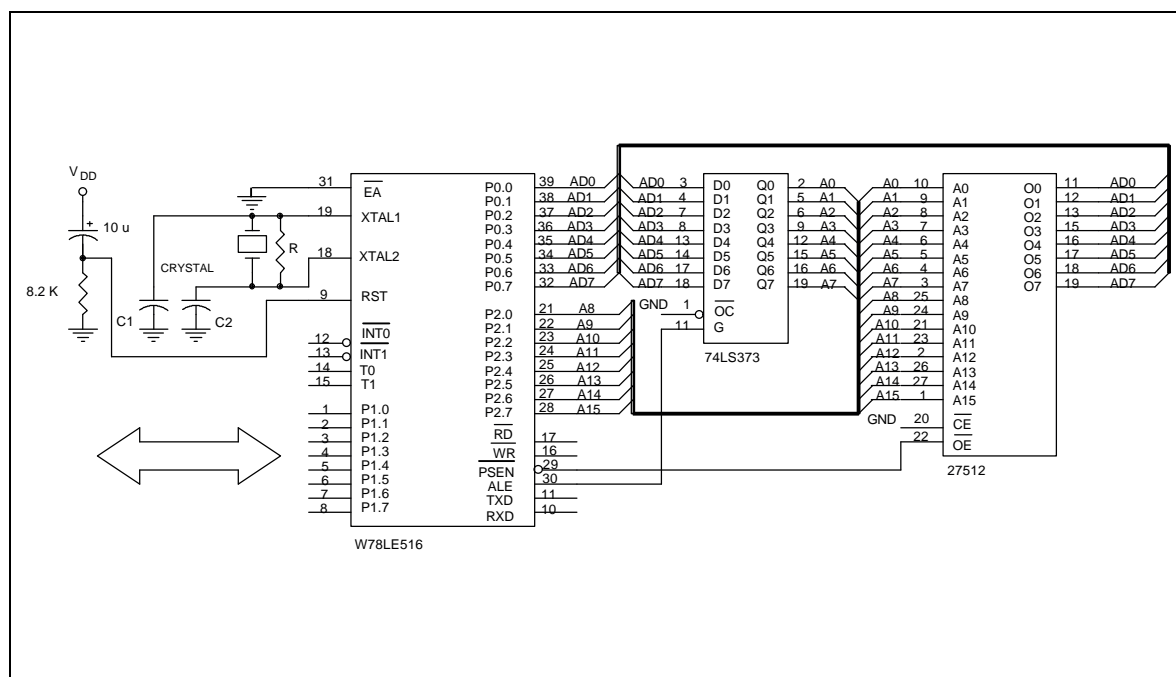 VDD
10 u
8.2 K
CRYSTAL
C1
C2
R
31 EA
19 XTAL1
18 XTAL2
9 RST
12 INT0
13 INT1
14 T0
15 T1
1 P1.0
2 P1.1
3 P1.2
4 P1.3
5 P1.4
6 P1.5
7 P1.6
8 P1.7
P0.0 39 AD0
P0.1 38 AD1
P0.2 37 AD2
P0.3 36 AD3
P0.4 35 AD4
P0.5 34 AD5
P0.6 33 AD6
P0.7 32 AD7
P2.0 21 A8
P2.1 22 A9
P2.2 23 A10
P2.3 24 A11
P2.4 25 A12
P2.5 26 A13
P2.6 27 A14
P2.7 28 A15
RD 17
WR 16
PSEN 29
ALE 30
TXD 11
RXD 10
W78LE516
AD0 3 D0 Q0 2 A0
AD1 4 D1 Q1 5 A1
AD2 7 D2 Q2 6 A2
AD3 8 D3 Q3 9 A3
AD4 13 D4 Q4 12 A4
AD5 14 D5 Q5 15 A5
AD6 17 D6 Q6 16 A6
AD7 18 D7 Q7 19 A7
GND 1 OC
11 G
74LS373
A0 10 A0 O0 11 AD0
A1 9 A1 O1 12 AD1
A2 8 A2 O2 13 AD2
A3 7 A3 O3 15 AD3
A4 6 A4 O4 16 AD4
A5 5 A5 O5 17 AD5
A6 4 A6 O6 18 AD6
A7 3 A7 O7 19 AD7
A8 25 A8
A9 24 A9
A10 21 A10
A11 23 A11
A12 2 A12
A13 26 A13
A14 27 A14
A15 1 A15
GND 20 CE
22 OE
27512